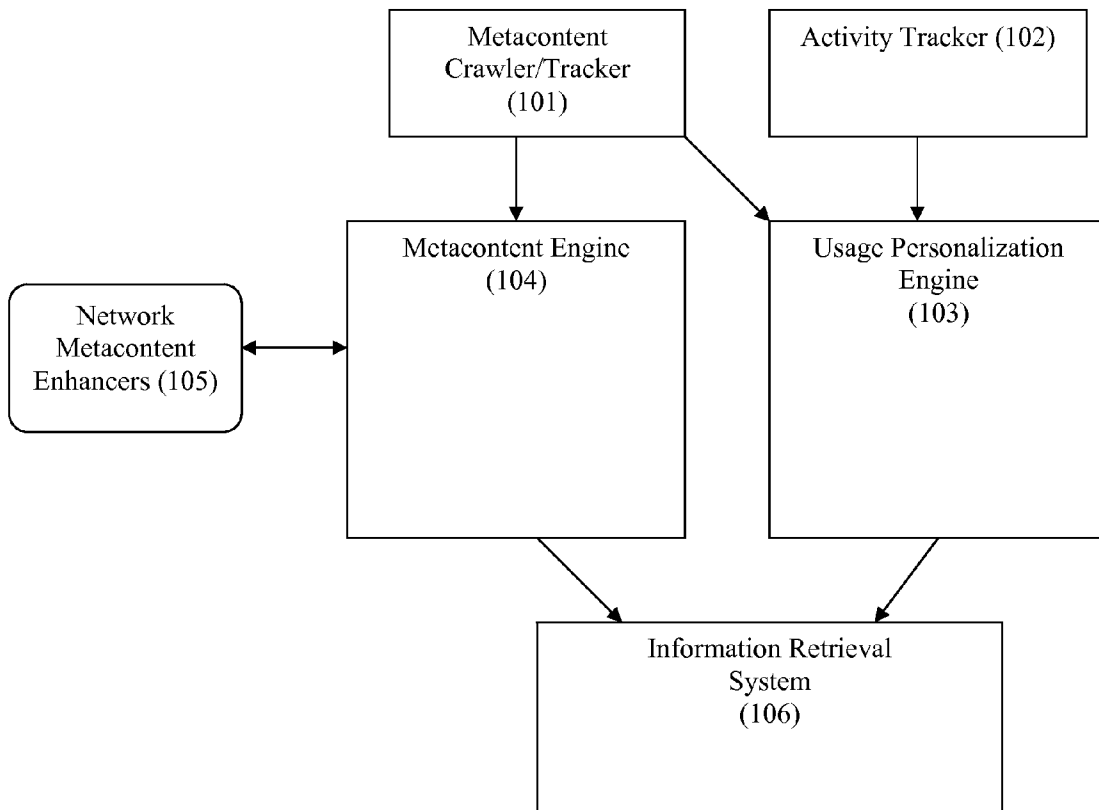 Metacontent
Crawler/Tracker
(101)
Activity Tracker (102)
Metacontent Engine
(104)
Usage Personalization
Engine
(103)
Network
Metacontent
Enhancers (105)
Information Retrieval
System
(106)